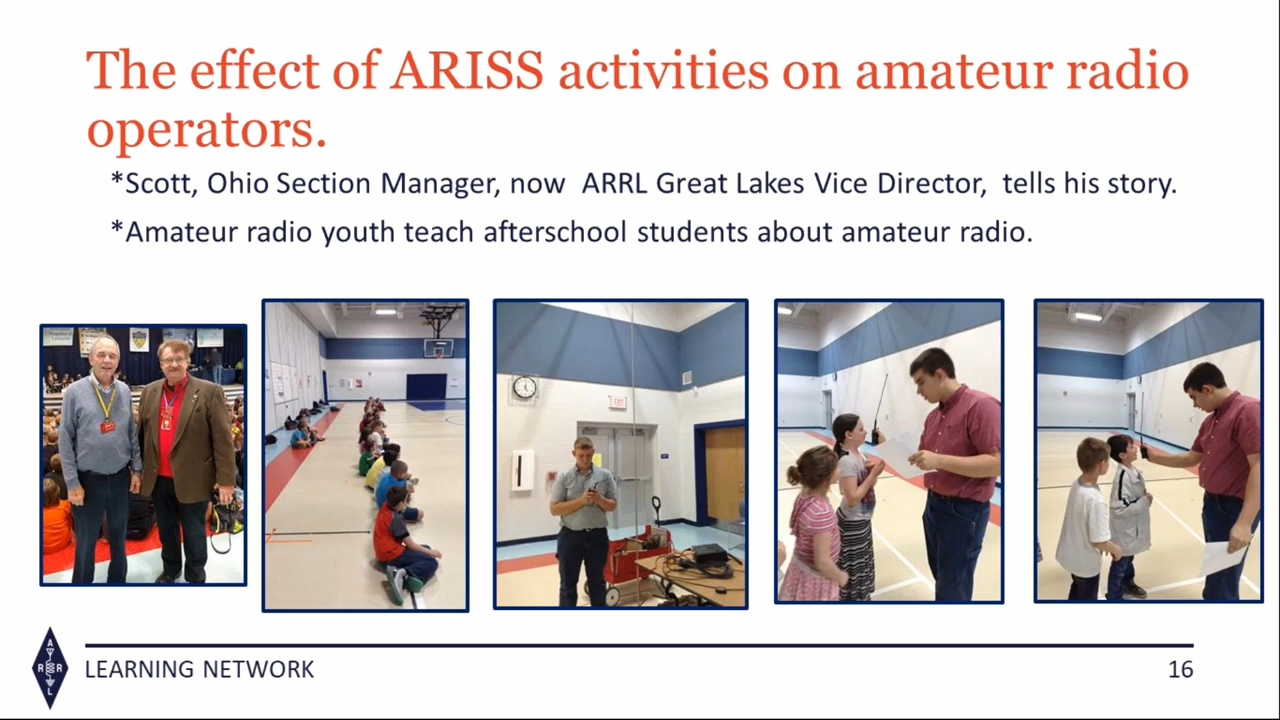 The effect of ARISS activities on amateur radio
operators.
*Scott, Ohio Section Manager, now  ARRL Great Lakes Vice Director,  tells his story.
*Amateur radio youth teach afterschool students about amateur radio.
EXIT
A
R R
L
LEARNING NETWORK
16